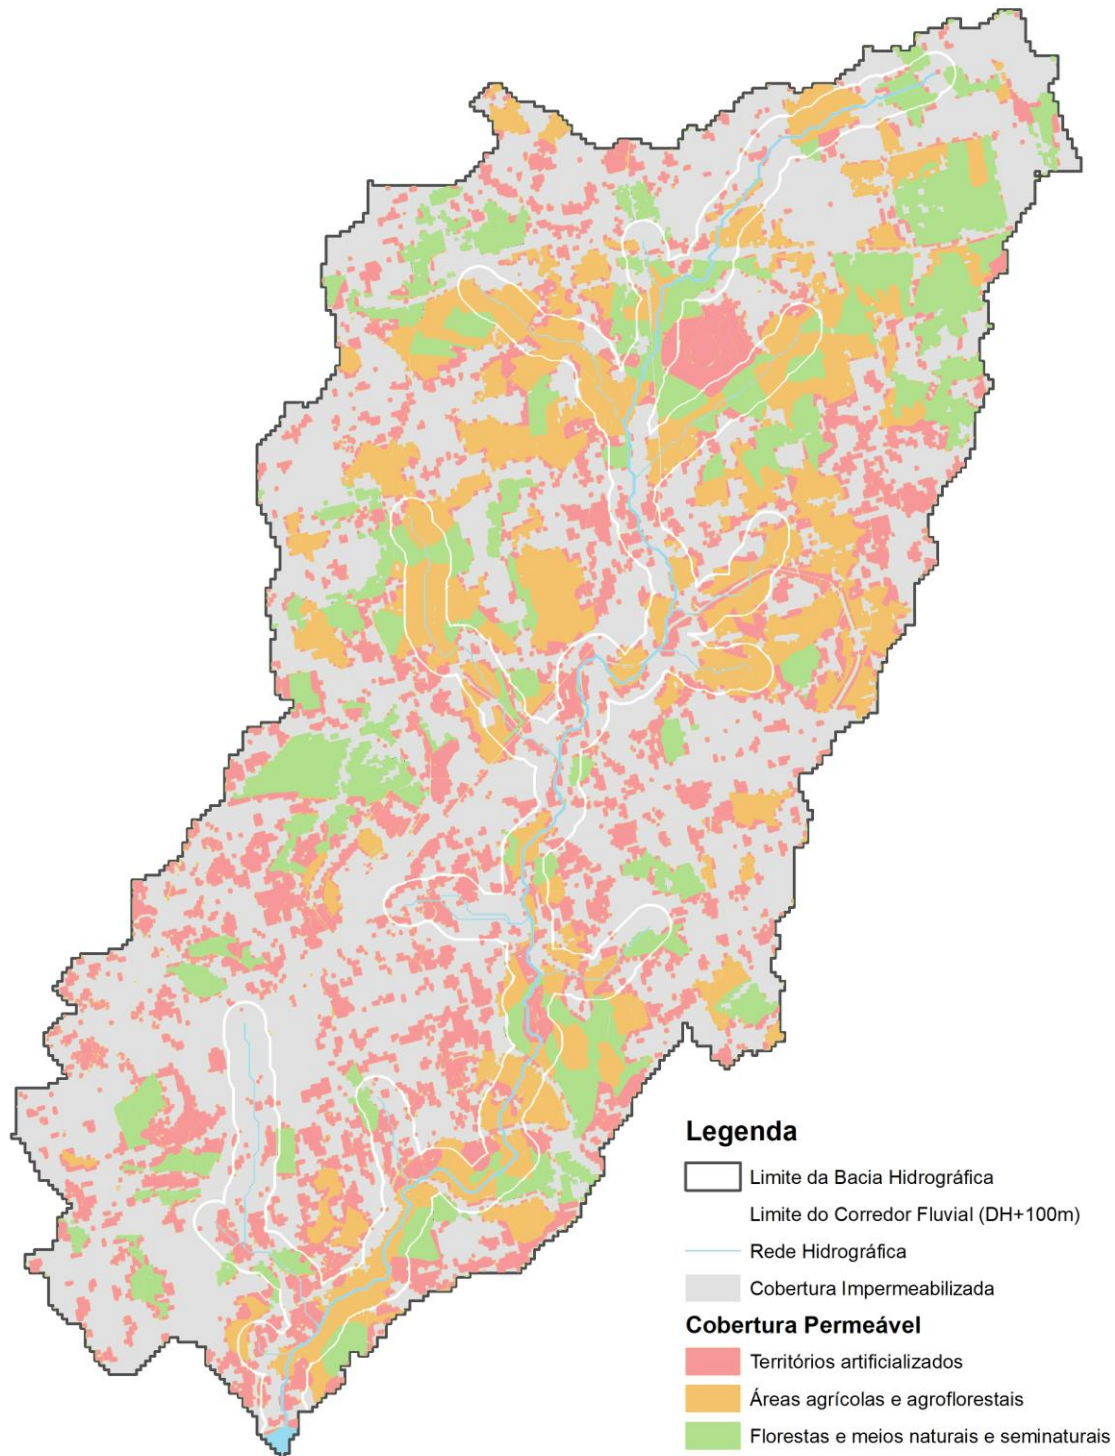 Legenda
Limite da Bacia Hidrográfica
Limite do Corredor Fluvial (DH+100m)
Rede Hidrográfica
Cobertura Impermeabilizada
Cobertura Permeável
Territórios artificializados
Áreas agrícolas e agroflorestais
Florestas e meios naturais e seminaturais